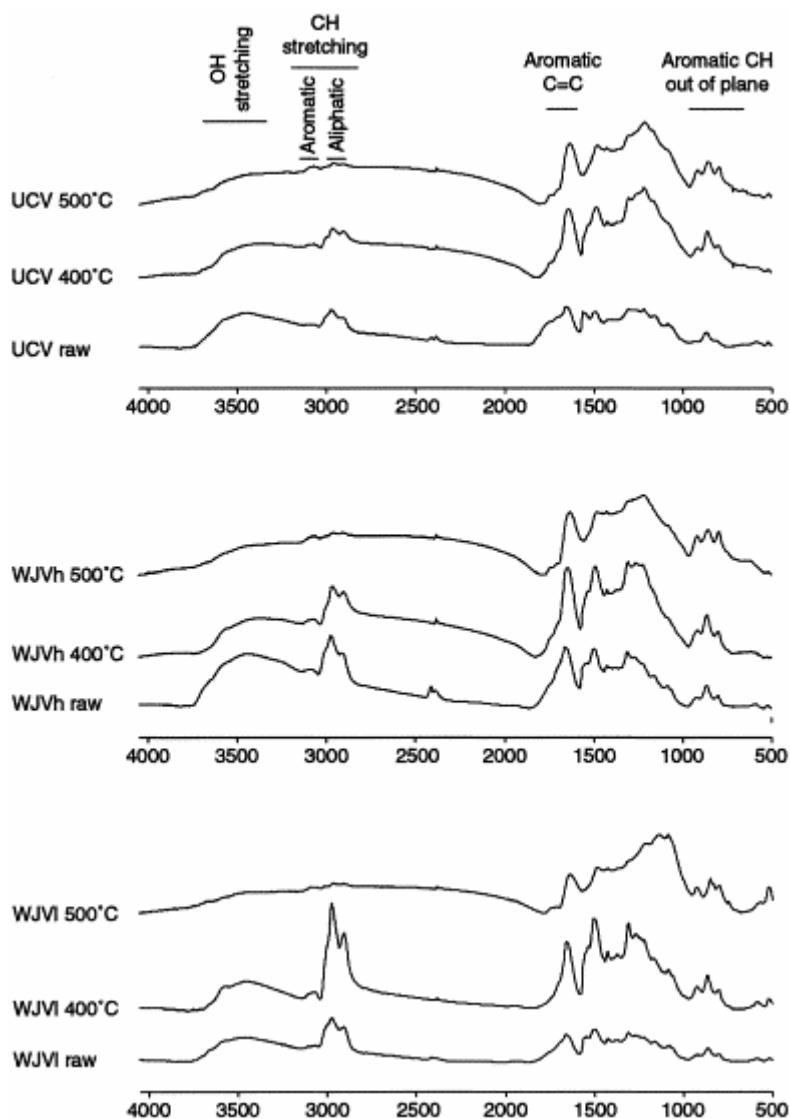 OH
stretching
CH
stretching
Aromatic
Aliphatic
Aromatic
C=C
Aromatic CH
out of plane
UCV 500°C
UCV 400°C
UCV raw
4000 3500 3000 2500 2000 1500 1000 500
WJVh 500°C
WJVh 400°C
WJVh raw
4000 3500 3000 2500 2000 1500 1000 500
WJVl 500°C
WJVl 400°C
WJVl raw
4000 3500 3000 2500 2000 1500 1000 500